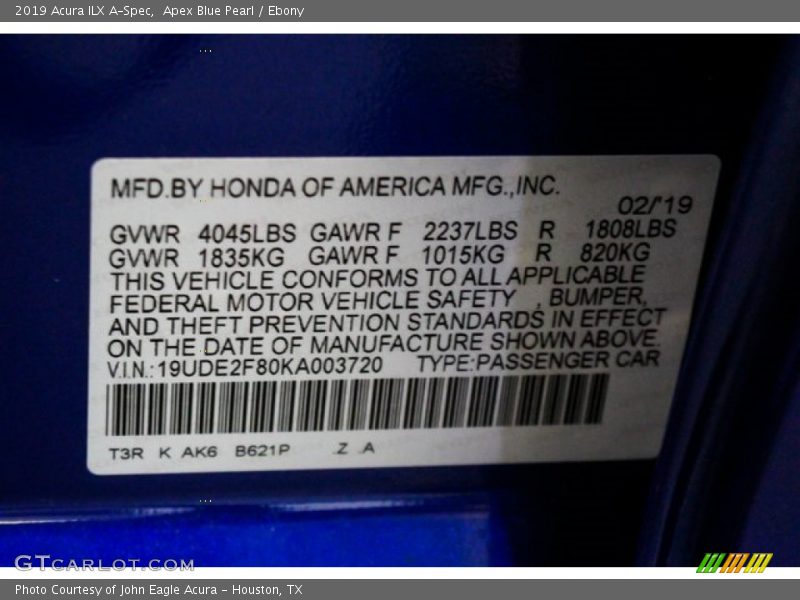 2019 Acura ILX A-Spec,  Apex Blue Pearl / Ebony
MFD.BY HONDA OF AMERICA MFG.,INC.
02/'19
GVWR 4045LBS GAWR F 2237LBS R 1808LBS
GVWR 1835KG GAWR F 1015KG R 820KG
THIS VEHICLE CONFORMS TO ALL APPLICABLE
FEDERAL MOTOR VEHICLE SAFETY , BUMPER,
AND THEFT PREVENTION STANDARDS IN EFFECT
ON THE DATE OF MANUFACTURE SHOWN ABOVE.
V.I.N.:19UDE2F80KA003720 TYPE:PASSENGER CAR
T3R K AK6 B621P .Z .A
GTCARLOT.COM
Photo Courtesy of John Eagle Acura - Houston, TX